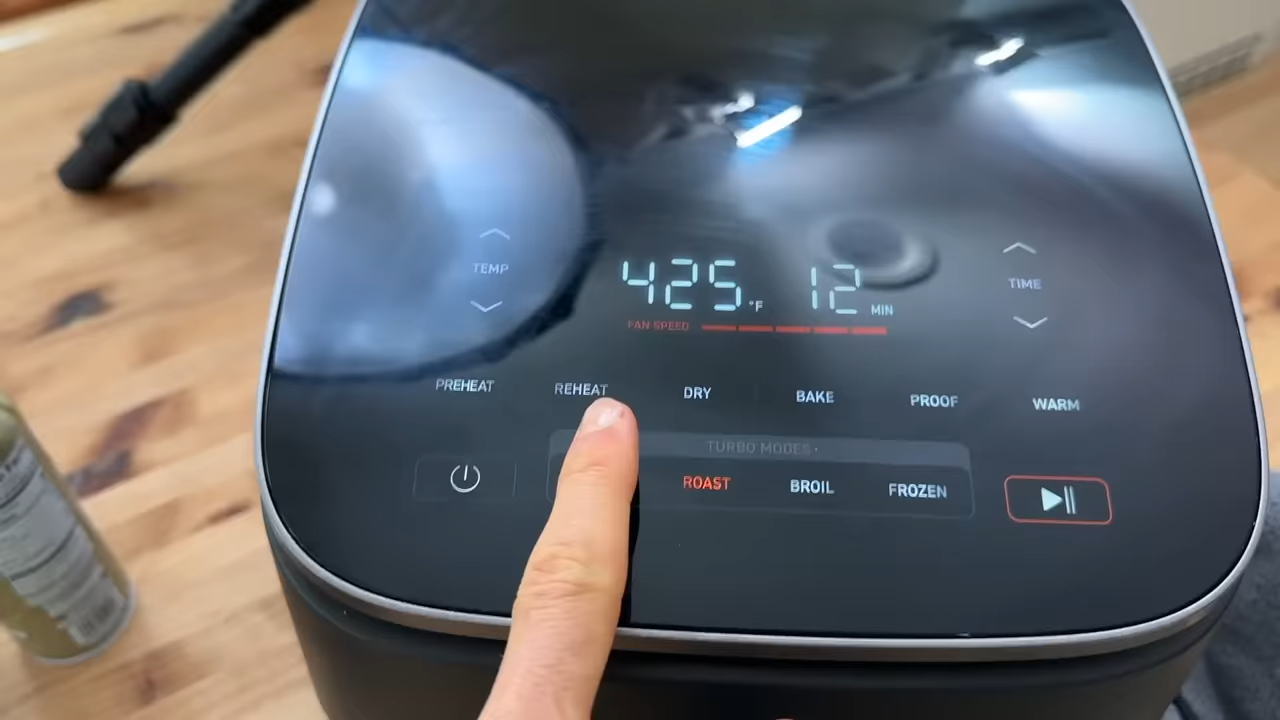 TEMP
425 °F 12 MIN
TIME
FAN SPEED
PREHEAT REHEAT DRY BAKE PROOF WARM
TURBO MODES
ROAST BROIL FROZEN